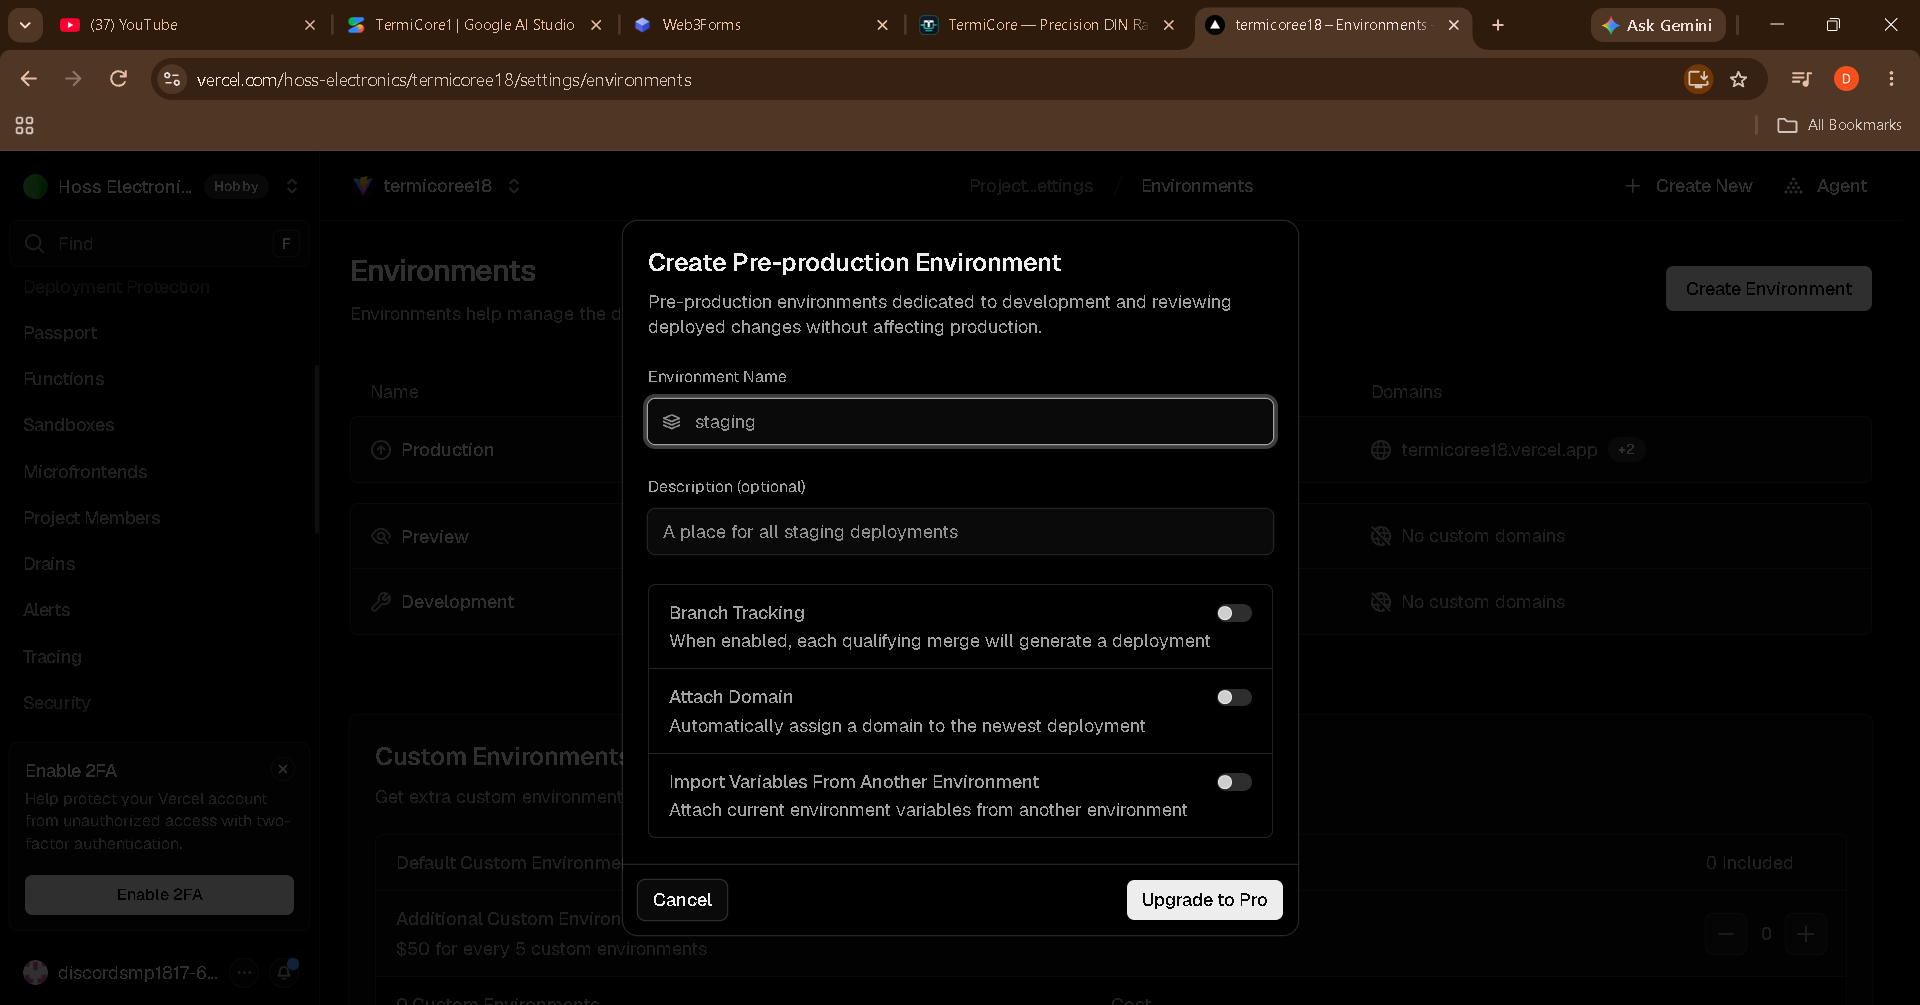 (37) YouTube
TermiCore1 | Google AI Studio
Web3Forms
TermiCore — Precision DIN Ra
termicoree18 – Environments -
Ask Gemini
vercel.com/hoss-electronics/termicoree18/settings/environments
D
All Bookmarks
Hoss Electroni...
Hobby
termicoree18
Project...ettings
/
Environments
Create New
Agent
Find
F
Deployment Protection
Passport
Functions
Sandboxes
Microfrontends
Project Members
Drains
Alerts
Tracing
Security
Enable 2FA
Help protect your Vercel account
from unauthorized access with two-
factor authentication.
Enable 2FA
discordsmp1817-6...
Environments
Environments help manage the d
Create Environment
Name
Domains
Production
termicoree18.vercel.app
+2
Preview
No custom domains
Development
No custom domains
Custom Environments
Get extra custom environment
Default Custom Environme
0 Included
Additional Custom Environ
$50 for every 5 custom environments
0
0 Custom Environments
Cost
Create Pre-production Environment
Pre-production environments dedicated to development and reviewing
deployed changes without affecting production.
Environment Name
staging
Description (optional)
A place for all staging deployments
Branch Tracking
When enabled, each qualifying merge will generate a deployment
Attach Domain
Automatically assign a domain to the newest deployment
Import Variables From Another Environment
Attach current environment variables from another environment
Cancel
Upgrade to Pro